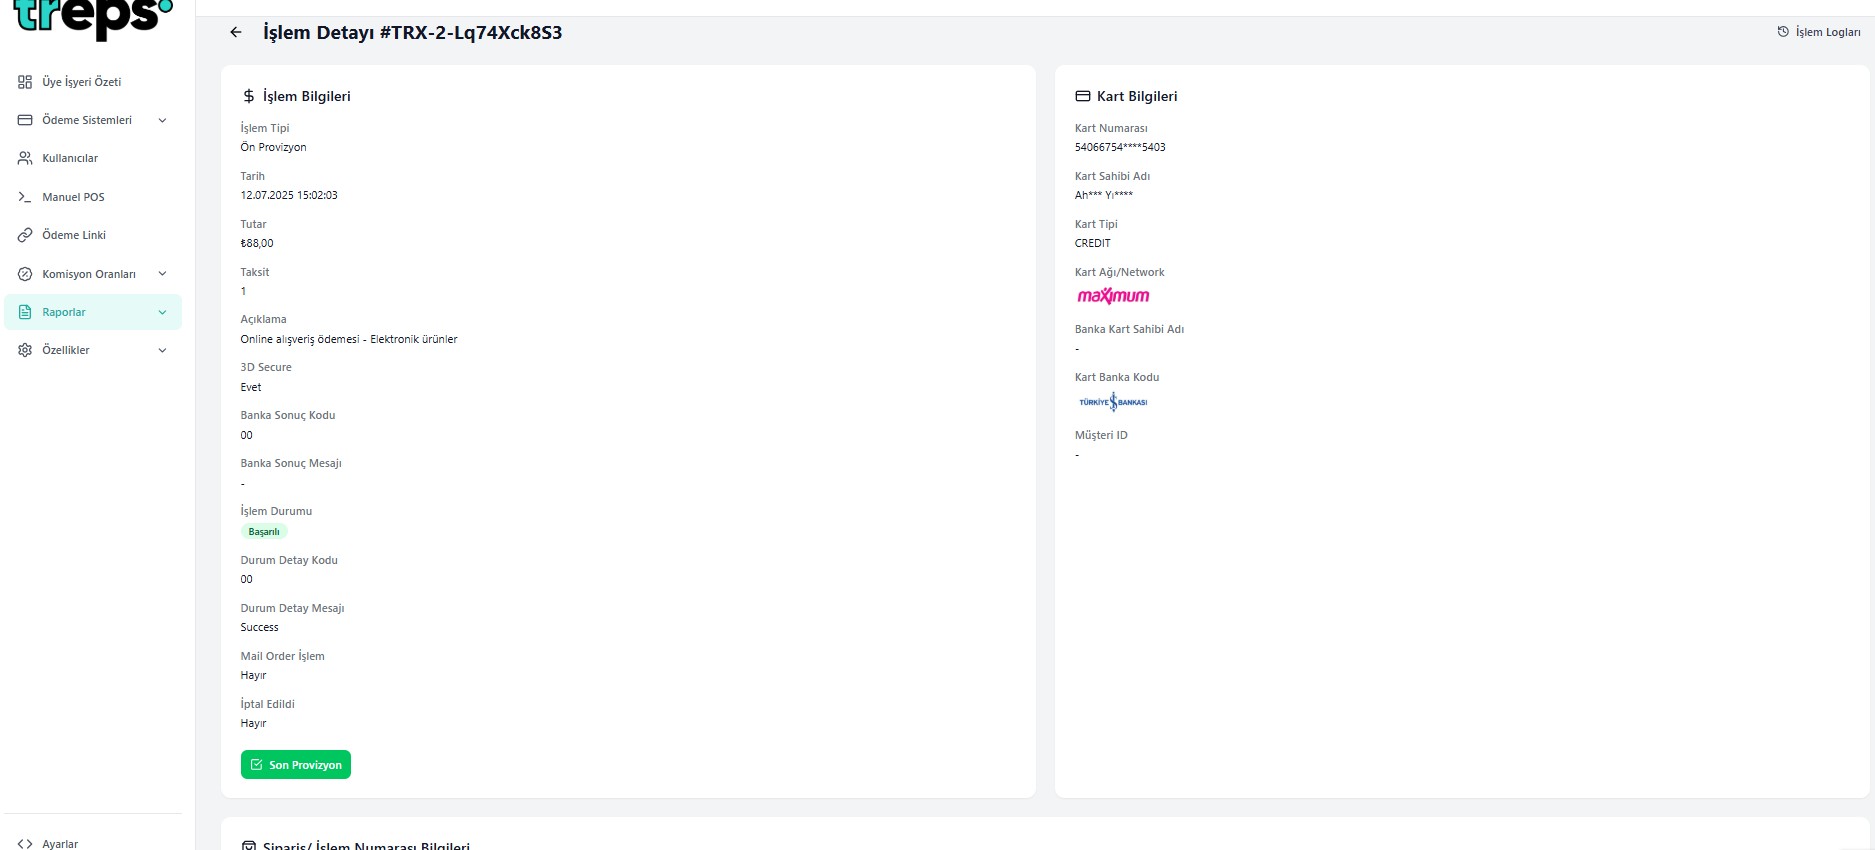 treps
İşlem Detayı #TRX-2-Lq74Xck8S3
İşlem Logları
Üye İşyeri Özeti
Ödeme Sistemleri
Kullanıcılar
Manuel POS
Ödeme Linki
Komisyon Oranları
Raporlar
Özellikler
Ayarlar
İşlem Bilgileri
İşlem Tipi
Ön Provizyon
Tarih
12.07.2025 15:02:03
Tutar
₺88,00
Taksit
1
Açıklama
Online alışveriş ödemesi - Elektronik ürünler
3D Secure
Evet
Banka Sonuç Kodu
00
Banka Sonuç Mesajı
-
İşlem Durumu
Başarılı
Durum Detay Kodu
00
Durum Detay Mesajı
Success
Mail Order İşlem
Hayır
İptal Edildi
Hayır
Son Provizyon
Kart Bilgileri
Kart Numarası
54066754****5403
Kart Sahibi Adı
Ah*** Yı****
Kart Tipi
CREDIT
Kart Ağı/Network
maximum
Banka Kart Sahibi Adı
-
Kart Banka Kodu
TÜRKİYE İŞ BANKASI
Müşteri ID
-
Sipariş/ İşlem Numarası Bilgileri